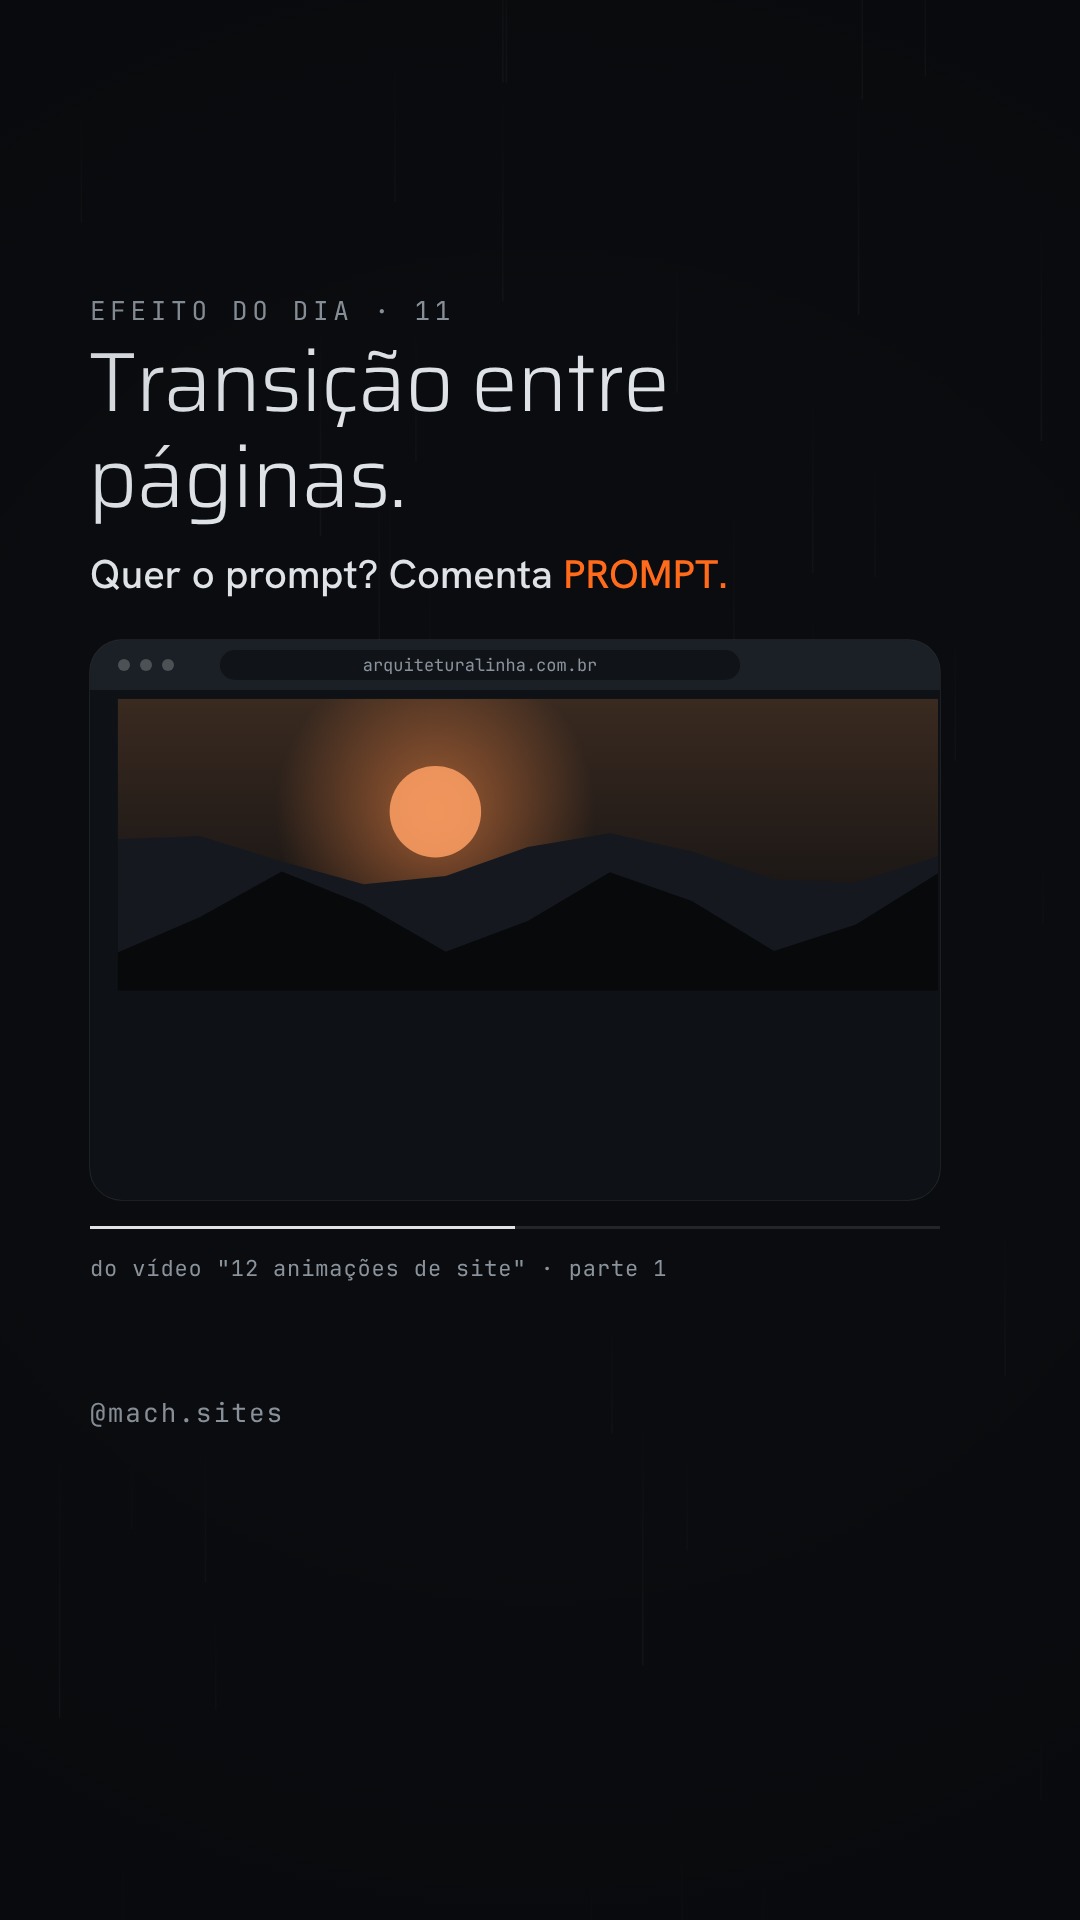 EFEITO DO DIA · 11
Transição entre
páginas.
Quer o prompt? Comenta PROMPT.
arquiteturalinha.com.br
do vídeo "12 animações de site" · parte 1
@mach.sites